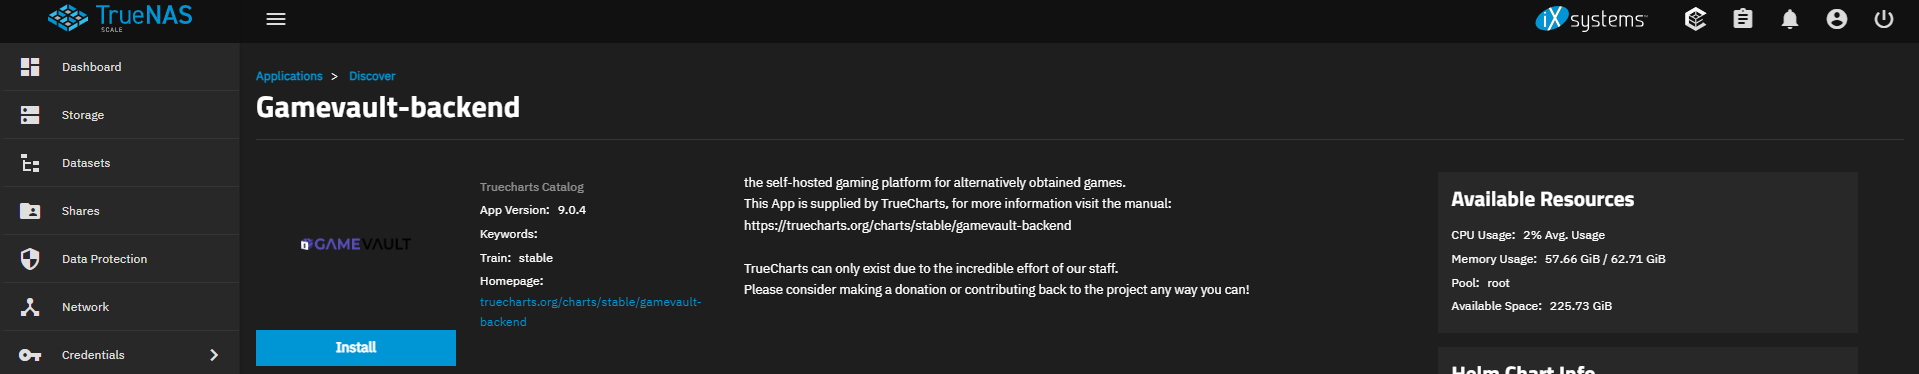 TrueNAS
SCALE
iXsystems™
Dashboard
Storage
Datasets
Shares
Data Protection
Network
Credentials
Applications > Discover
Gamevault-backend
GAMEVAULT
Install
Truecharts Catalog
App Version: 9.0.4
Keywords:
Train: stable
Homepage:
truecharts.org/charts/stable/gamevault-
backend
the self-hosted gaming platform for alternatively obtained games.
This App is supplied by TrueCharts, for more information visit the manual:
https://truecharts.org/charts/stable/gamevault-backend
TrueCharts can only exist due to the incredible effort of our staff.
Please consider making a donation or contributing back to the project any way you can!
Available Resources
CPU Usage: 2% Avg. Usage
Memory Usage: 57.66 GiB / 62.71 GiB
Pool: root
Available Space: 225.73 GiB
Helm Chart Info